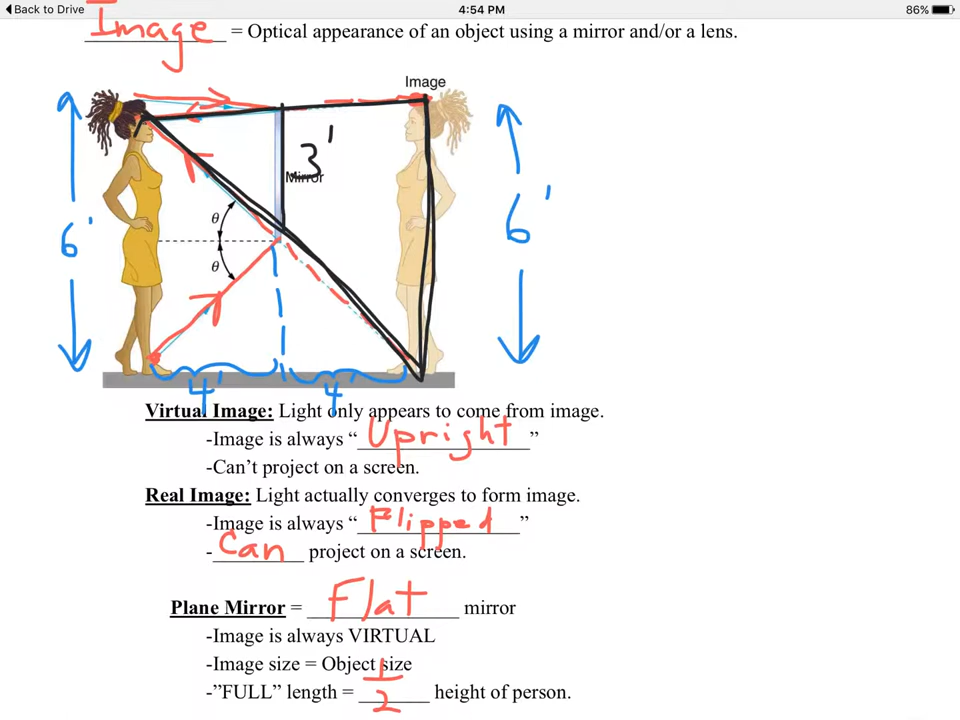 Back to Drive 4:54 PM 86%
Image = Optical appearance of an object using a mirror and/or a lens.
Image
3'
Mirror
6'
6'
θ
θ
4' 4'
Virtual Image: Light only appears to come from image.
-Image is always “Upright”
-Can’t project on a screen.
Real Image: Light actually converges to form image.
-Image is always “Flipped”
-Can project on a screen.
Plane Mirror = Flat mirror
-Image is always VIRTUAL
-Image size = Object size
-”FULL” length = 1/2 height of person.